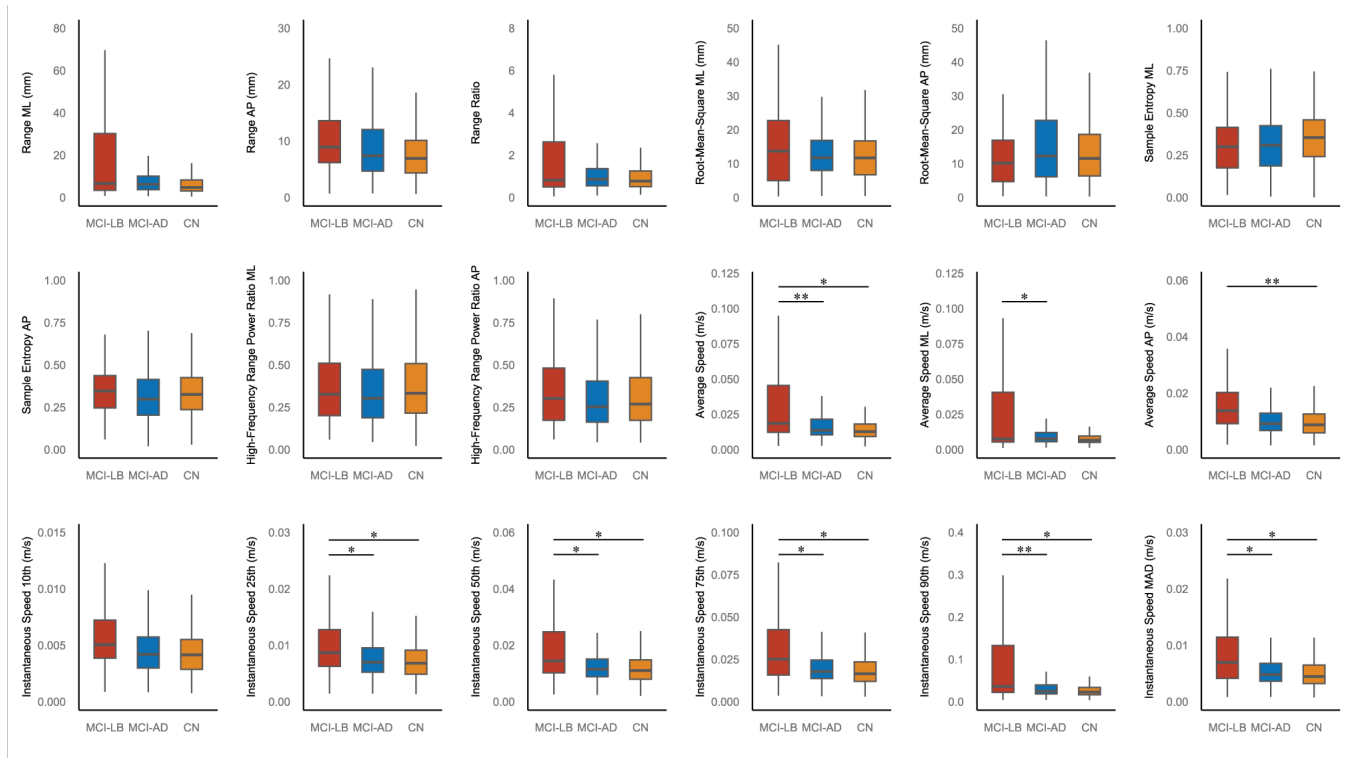 Range ML (mm)
80
60
40
20
0
MCI-LB MCI-AD CN
Range AP (mm)
30
20
10
0
MCI-LB MCI-AD CN
Range Ratio
8
6
4
2
0
MCI-LB MCI-AD CN
Root-Mean-Square ML (mm)
50
40
30
20
10
0
MCI-LB MCI-AD CN
Root-Mean-Square AP (mm)
50
40
30
20
10
0
MCI-LB MCI-AD CN
Sample Entropy ML
1.00
0.75
0.50
0.25
0.00
MCI-LB MCI-AD CN
Sample Entropy AP
1.00
0.75
0.50
0.25
0.00
MCI-LB MCI-AD CN
High-Frequency Range Power Ratio ML
1.00
0.75
0.50
0.25
0.00
MCI-LB MCI-AD CN
High-Frequency Range Power Ratio AP
1.00
0.75
0.50
0.25
0.00
MCI-LB MCI-AD CN
Average Speed (m/s)
0.125
0.100
0.075
0.050
0.025
0.000
*
**
MCI-LB MCI-AD CN
Average Speed ML (m/s)
0.125
0.100
0.075
0.050
0.025
0.000
*
MCI-LB MCI-AD CN
Average Speed AP (m/s)
0.06
0.04
0.02
0.00
**
MCI-LB MCI-AD CN
Instantaneous Speed 10th (m/s)
0.015
0.010
0.005
0.000
MCI-LB MCI-AD CN
Instantaneous Speed 25th (m/s)
0.03
0.02
0.01
0.00
*
*
MCI-LB MCI-AD CN
Instantaneous Speed 50th (m/s)
0.06
0.04
0.02
0.00
*
*
MCI-LB MCI-AD CN
Instantaneous Speed 75th (m/s)
0.100
0.075
0.050
0.025
0.000
*
*
MCI-LB MCI-AD CN
Instantaneous Speed 90th (m/s)
0.4
0.3
0.2
0.1
0.0
*
**
MCI-LB MCI-AD CN
Instantaneous Speed MAD (m/s)
0.03
0.02
0.01
0.00
*
*
MCI-LB MCI-AD CN